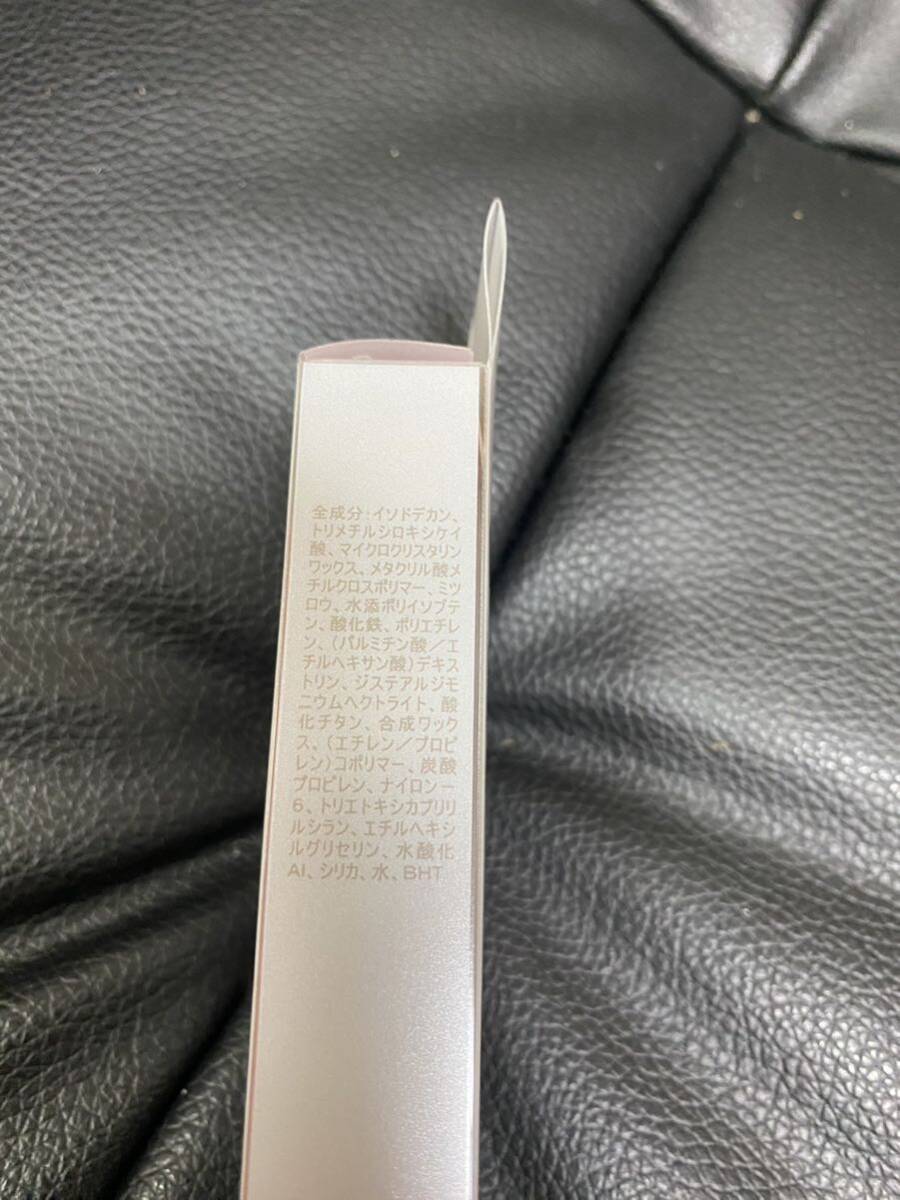 全成分:イソドデカン、
トリメチルシロキシケイ
酸、マイクロクリスタリン
ワックス、メタクリル酸メ
チルクロスポリマー、ミツ
ロウ、水添ポリイソブテ
ン、酸化鉄、ポリエチレ
ン、(パルミチン酸/エ
チルヘキサン酸)デキス
トリン、ジステアルジモ
ニウムヘクトライト、酸
化チタン、合成ワック
ス、(エチレン/プロピ
レン)コポリマー、炭酸
プロピレン、ナイロン-
6、トリエトキシカプリリ
ルシラン、エチルヘキシ
ルグリセリン、水酸化
Al、シリカ、水、BHT